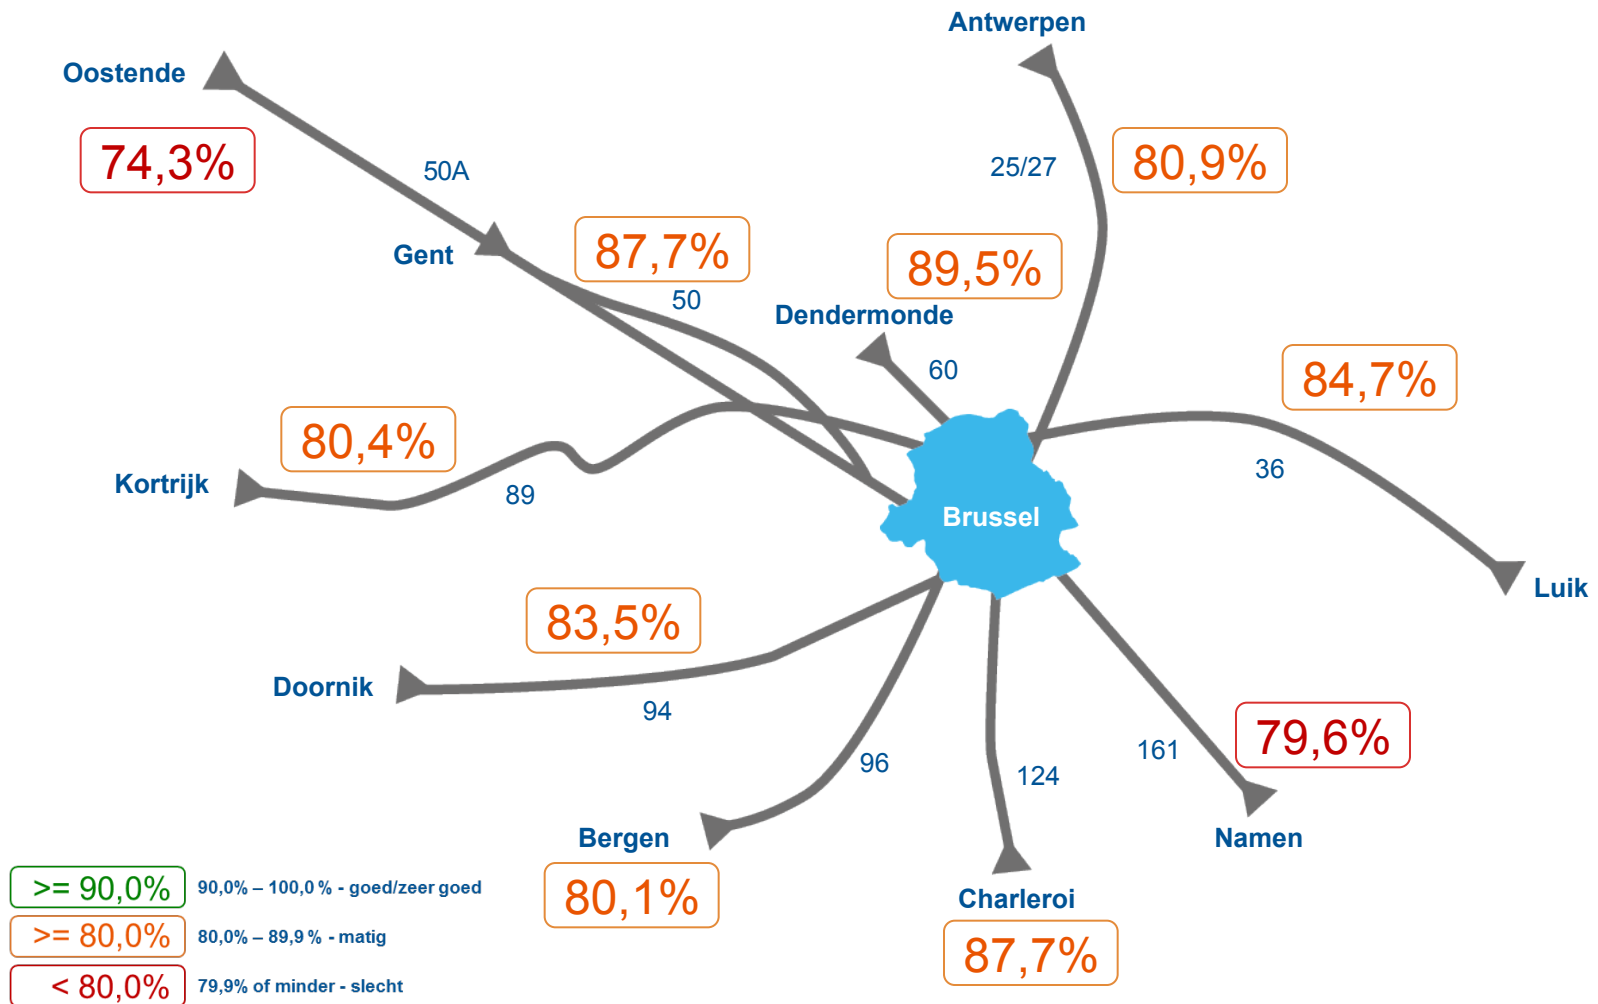 Antwerpen
Oostende
74,3%
50A
25/27
80,9%
Gent
87,7%
50
89,5%
Dendermonde
60
84,7%
36
80,4%
Kortrijk
89
Brussel
Luik
83,5%
Doornik
94
96
124
161
79,6%
Bergen
80,1%
Namen
Charleroi
87,7%
>= 90,0% 90,0% – 100,0 % - goed/zeer goed
>= 80,0% 80,0% – 89,9 % - matig
< 80,0% 79,9% of minder - slecht